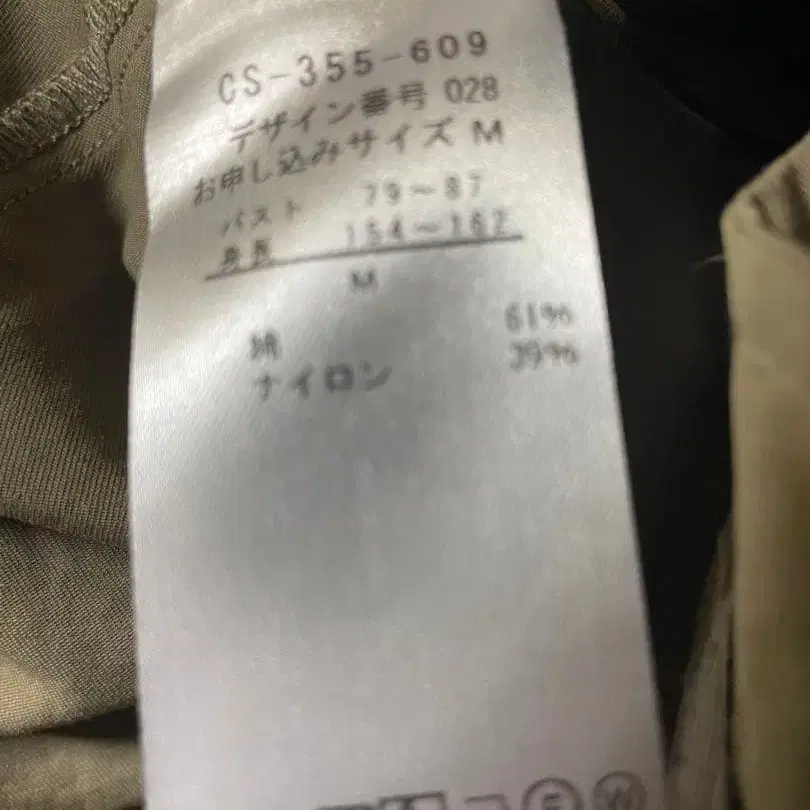 CS-355-609
デザイン番号 028
お申し込みサイズ M
バスト 79～87
身長 154～162
M
綿 61%
ナイロン 39%